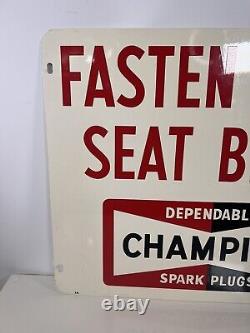 FASTEN
SEAT B
DEPENDABL
CHAMPI
SPARK PLUGS